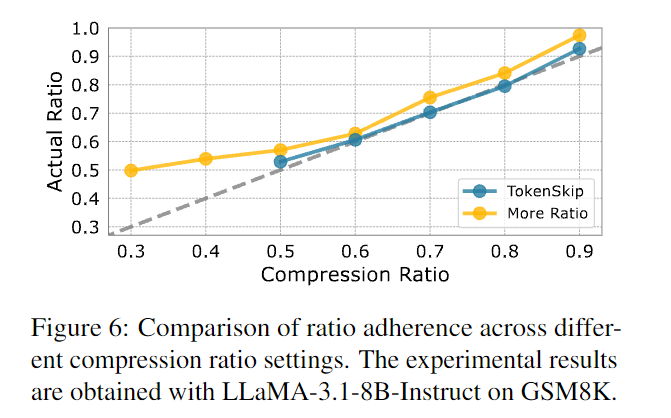 1.0
0.9
0.8
0.7
0.6
0.5
0.4
0.3
Actual Ratio
TokenSkip
More Ratio
0.3 0.4 0.5 0.6 0.7 0.8 0.9
Compression Ratio
Figure 6: Comparison of ratio adherence across differ-
ent compression ratio settings. The experimental results
are obtained with LLaMA-3.1-8B-Instruct on GSM8K.